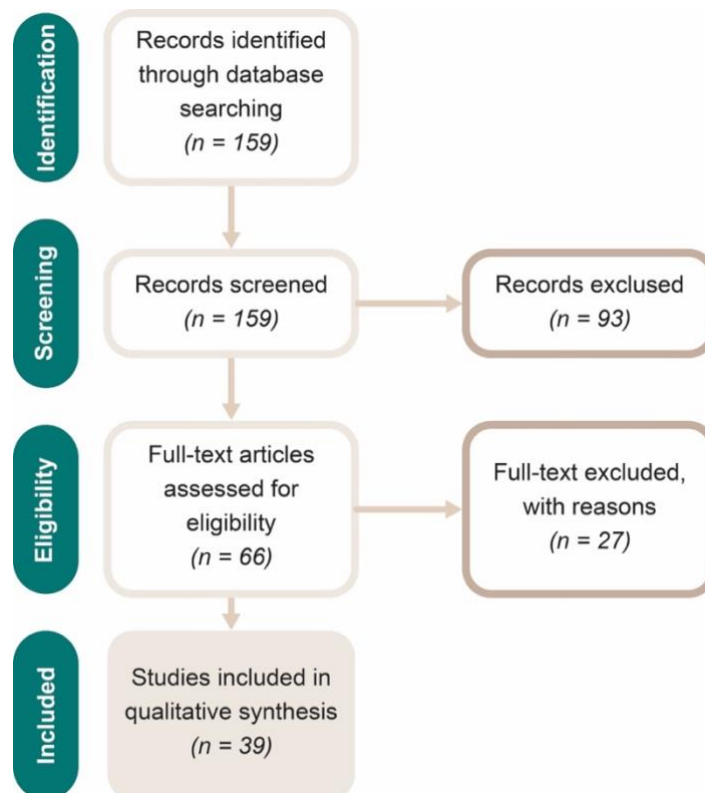 Identification
Records identified
through database
searching
(n = 159)
Screening
Records screened
(n = 159)
Records exclused
(n = 93)
Eligibility
Full-text articles
assessed for
eligibility
(n = 66)
Full-text excluded,
with reasons
(n = 27)
Included
Studies included in
qualitative synthesis
(n = 39)